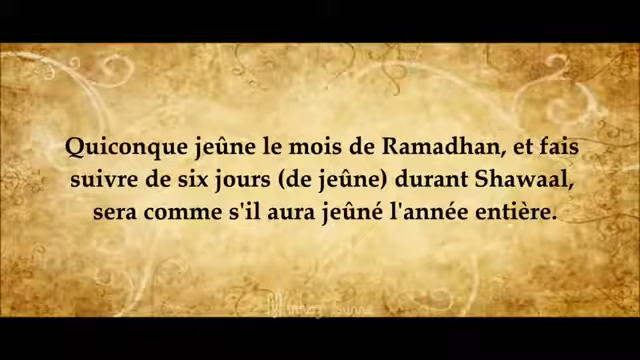 Quiconque jeûne le mois de Ramadhan, et fais
suivre de six jours (de jeûne) durant Shawaal,
sera comme s'il aura jeûné l'année entière.